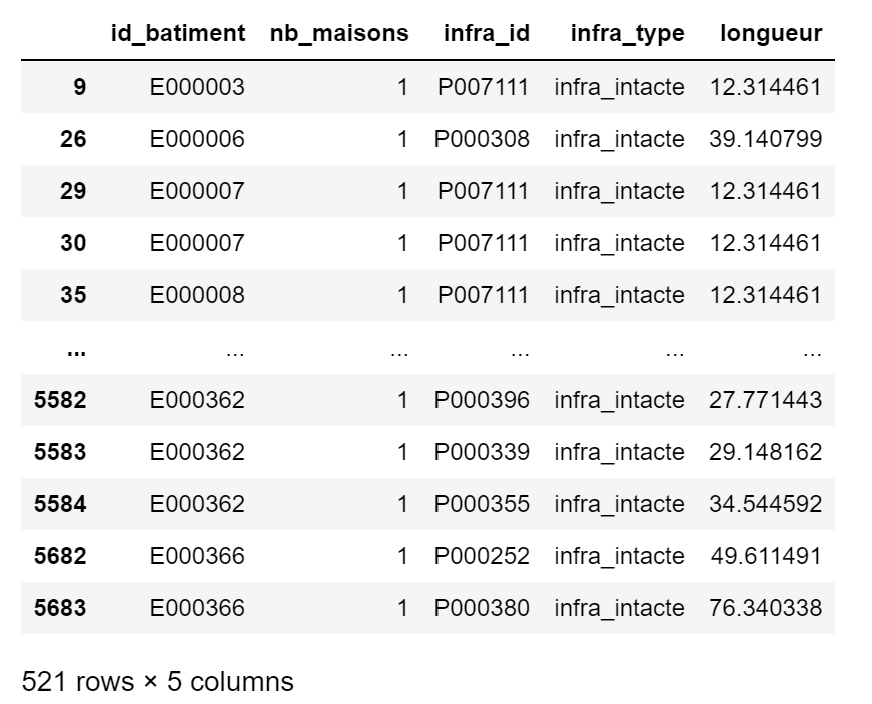 id_batiment nb_maisons infra_id infra_type longueur
9 E000003 1 P007111 infra_intacte 12.314461
26 E000006 1 P000308 infra_intacte 39.140799
29 E000007 1 P007111 infra_intacte 12.314461
30 E000007 1 P007111 infra_intacte 12.314461
35 E000008 1 P007111 infra_intacte 12.314461
... ... ... ... ... ...
5582 E000362 1 P000396 infra_intacte 27.771443
5583 E000362 1 P000339 infra_intacte 29.148162
5584 E000362 1 P000355 infra_intacte 34.544592
5682 E000366 1 P000252 infra_intacte 49.611491
5683 E000366 1 P000380 infra_intacte 76.340338
521 rows × 5 columns